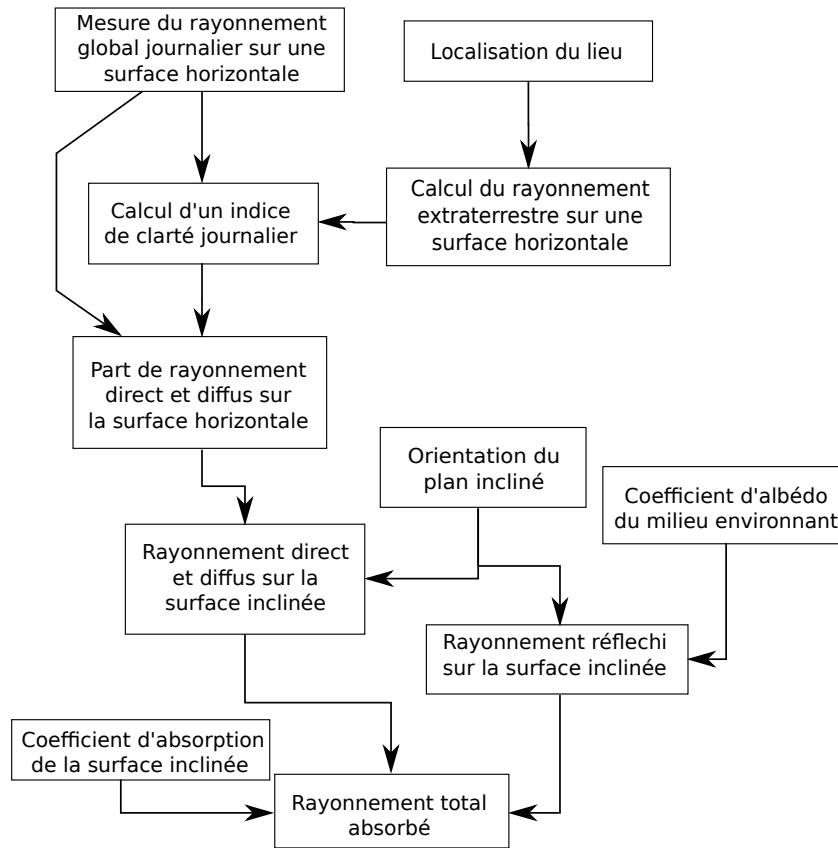 Mesure du rayonnement
global journalier sur une
surface horizontale
Localisation du lieu
Calcul d'un indice
de clarté journalier
Calcul du rayonnement
extraterrestre sur une
surface horizontale
Part de rayonnement
direct et diffus sur
la surface horizontale
Orientation du
plan incliné
Coefficient d'albédo
du milieu environnant
Rayonnement direct
et diffus sur la
surface inclinée
Rayonnement réflechi
sur la surface inclinée
Coefficient d'absorption
de la surface inclinée
Rayonnement total
absorbé